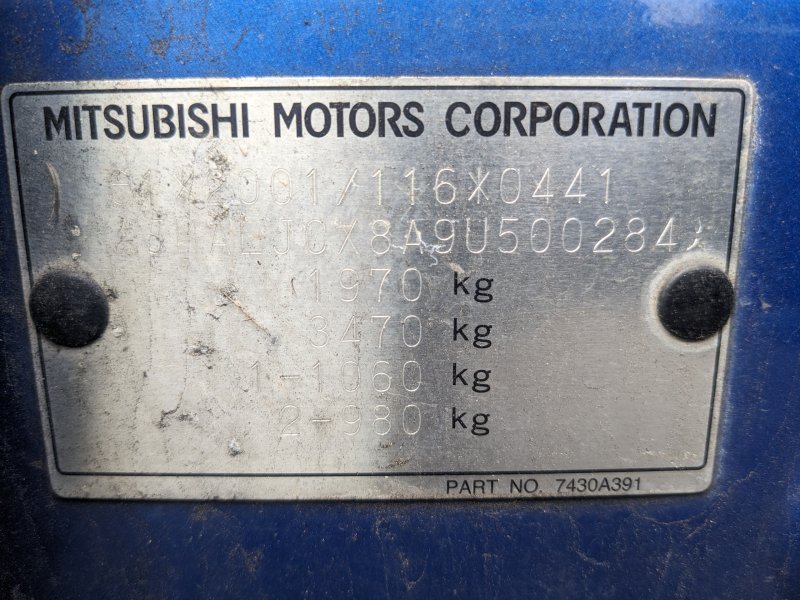 MITSUBISHI MOTORS CORPORATION
e1*2001/116*0441
1970 kg
3470 kg
1-1060 kg
2-980 kg
PART NO. 7430A391